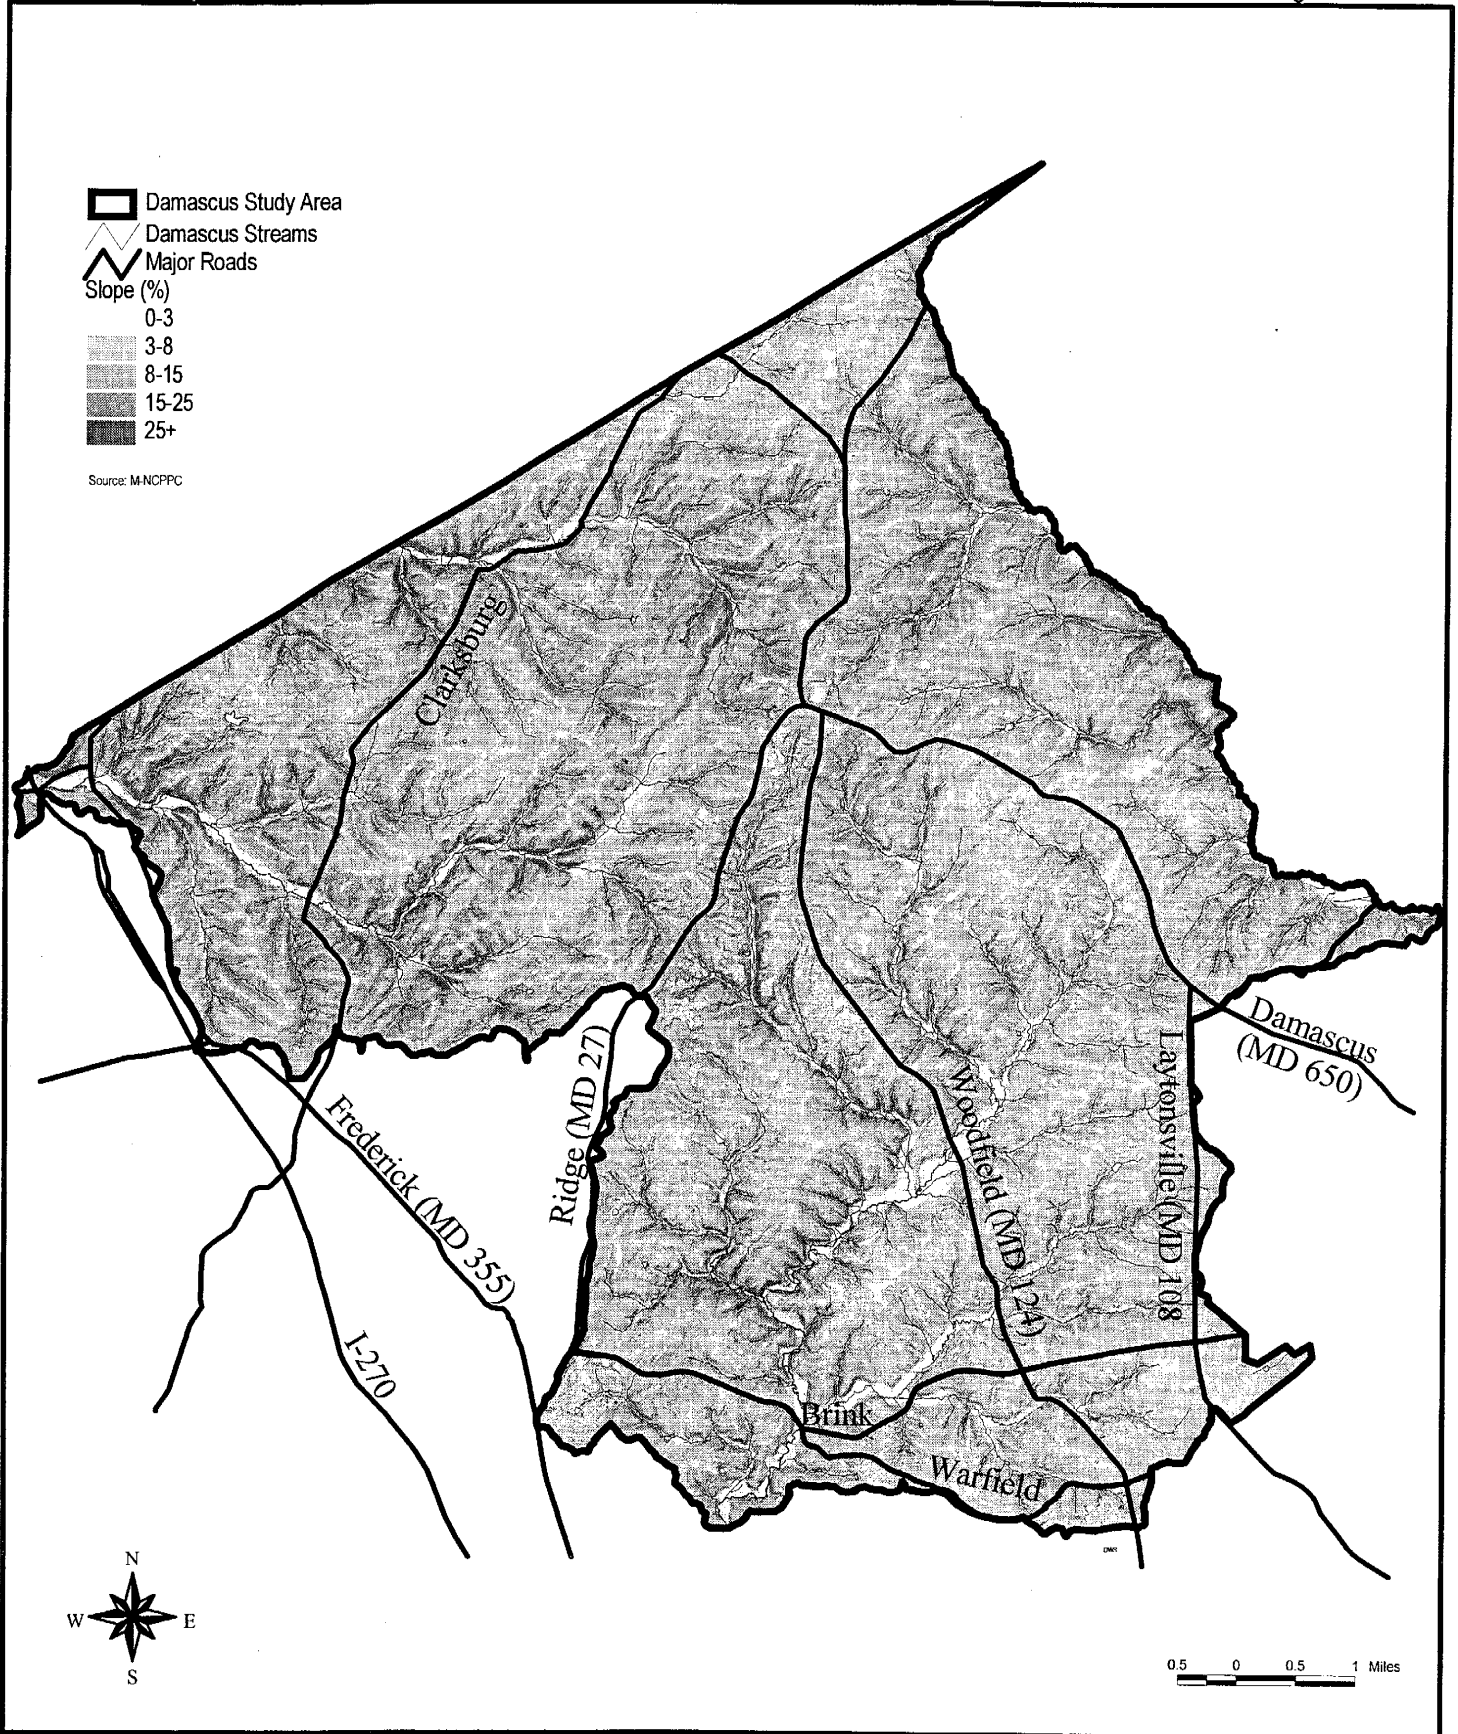 Damascus Study Area
Damascus Streams
Major Roads
Slope (%)
0-3
3-8
8-15
15-25
25+
Source: M-NCPPC
Clarksburg
Damascus
(MD 650)
Laytonsville (MD 108
Woodfield (MD 124)
Ridge (MD 27)
Frederick (MD 355)
I-270
Brink
Warfield
N
W E
S
0.5 0 0.5 1 Miles